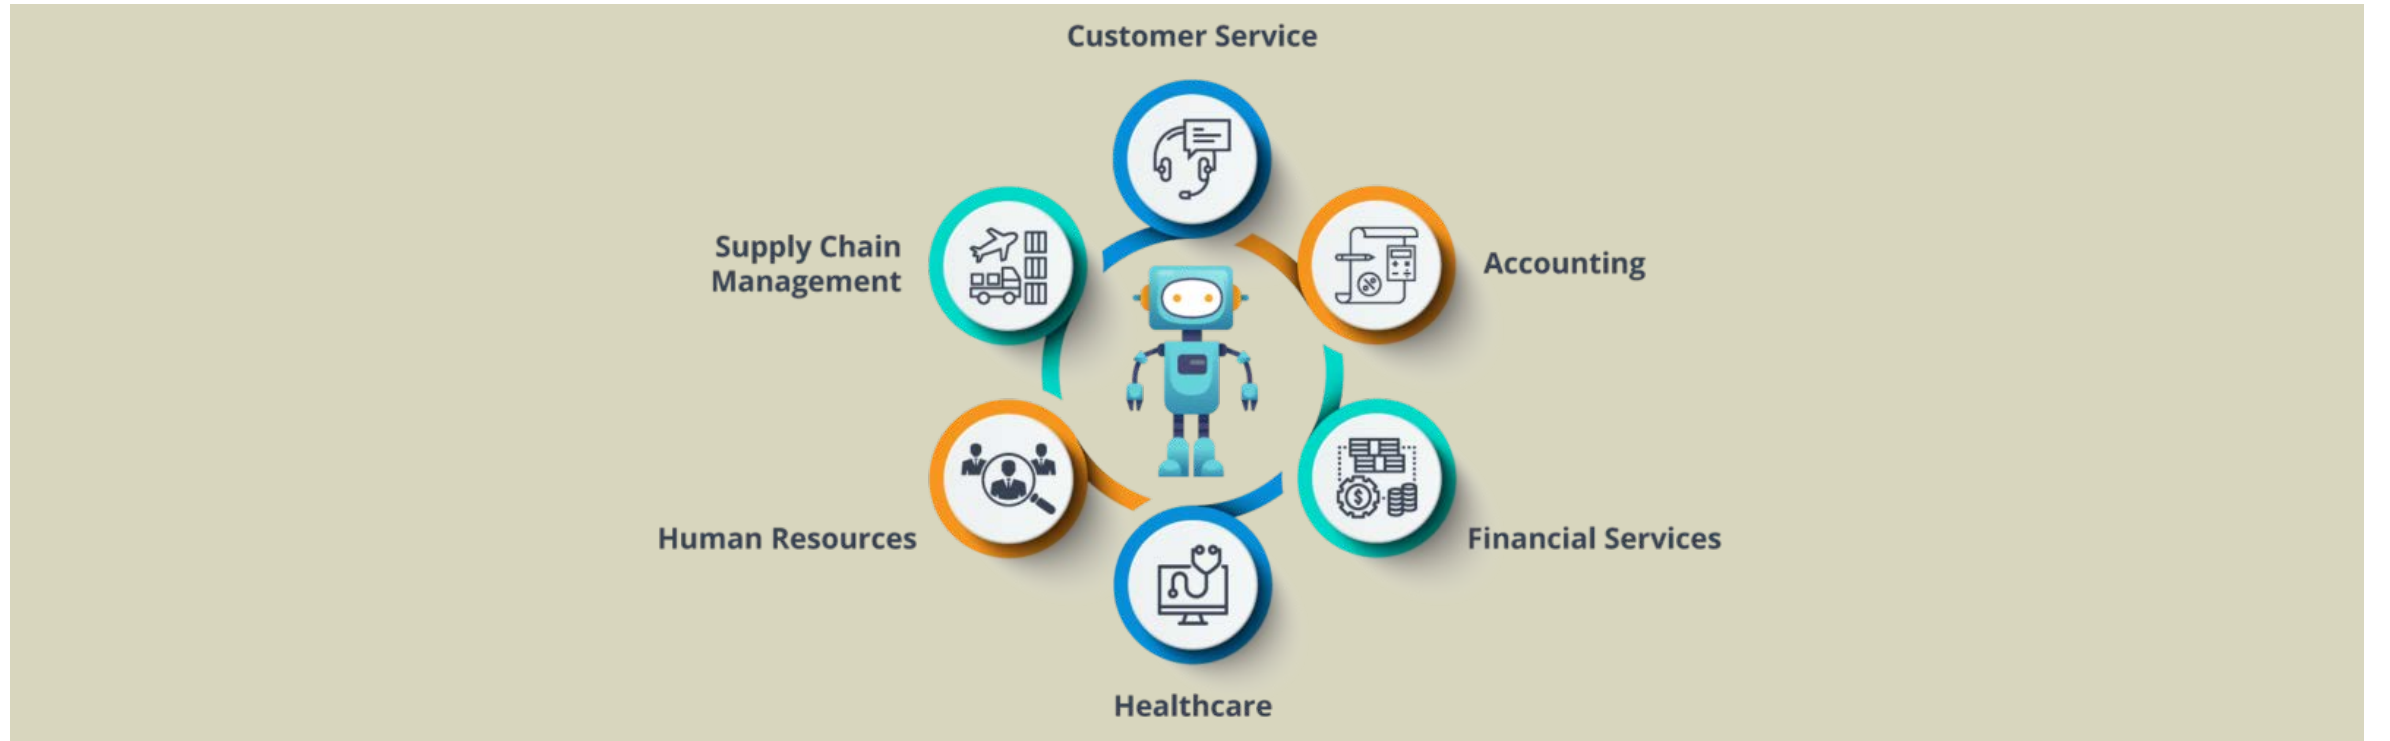 Customer Service
Supply Chain
Management
Accounting
Human Resources
Financial Services
Healthcare